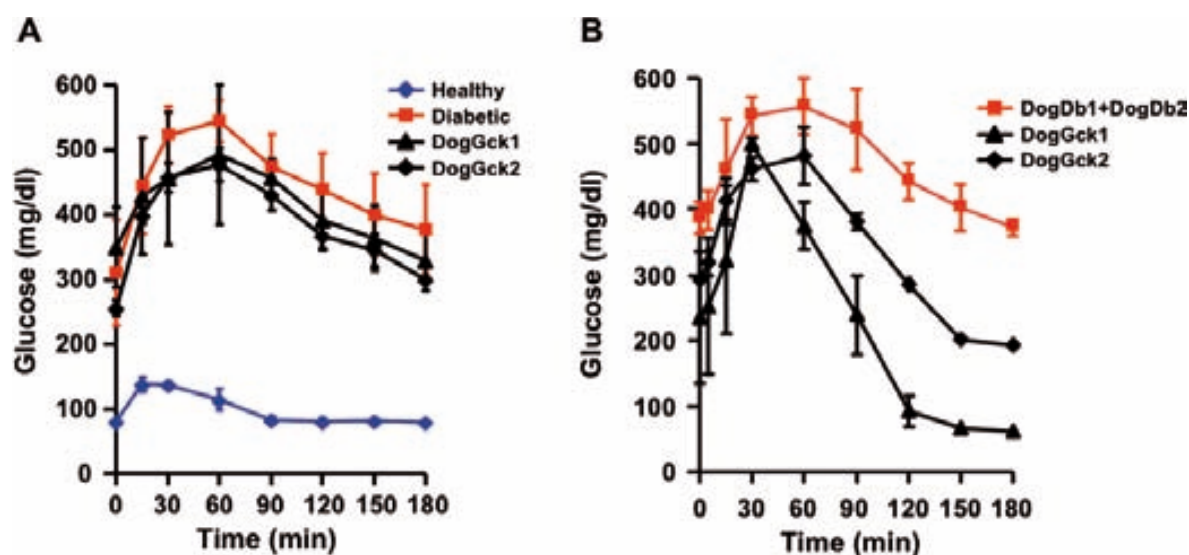 A
Glucose (mg/dl)
600
500
400
300
200
100
0
0 30 60 90 120 150 180
Time (min)
Healthy
Diabetic
DogGck1
DogGck2
B
Glucose (mg/dl)
600
500
400
300
200
100
0
0 30 60 90 120 150 180
Time (min)
DogDb1+DogDb2
DogGck1
DogGck2